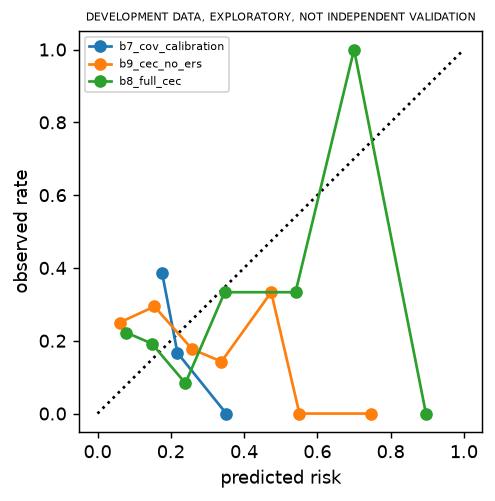 DEVELOPMENT DATA, EXPLORATORY, NOT INDEPENDENT VALIDATION
b7_cov_calibration
b9_cec_no_ers
b8_full_cec
1.0
0.8
0.6
0.4
0.2
0.0
observed rate
0.0 0.2 0.4 0.6 0.8 1.0
predicted risk